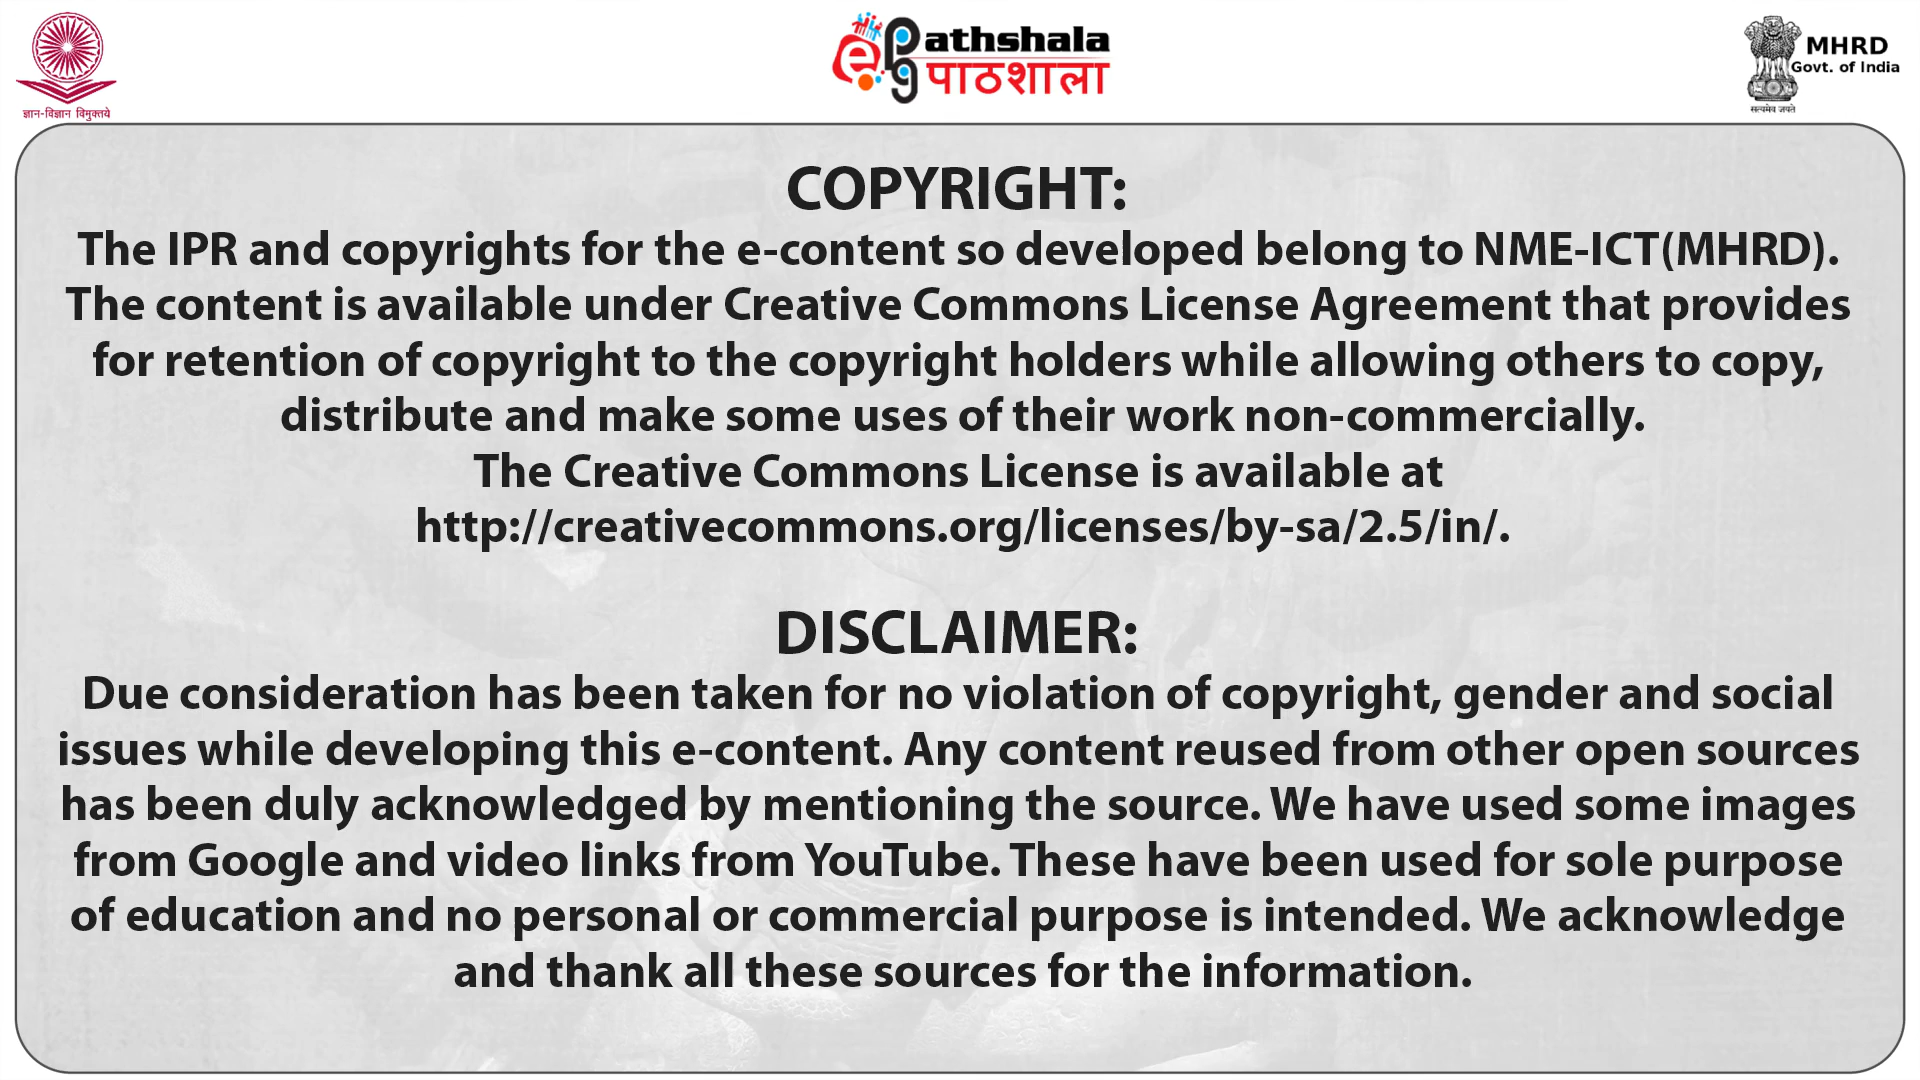 ज्ञान-विज्ञान विमुक्तये
e
pg
Pathshala
पाठशाला
MHRD
Govt. of India
सत्यमेव जयते
COPYRIGHT:
The IPR and copyrights for the e-content so developed belong to NME-ICT(MHRD).
The content is available under Creative Commons License Agreement that provides
for retention of copyright to the copyright holders while allowing others to copy,
distribute and make some uses of their work non-commercially.
The Creative Commons License is available at
http://creativecommons.org/licenses/by-sa/2.5/in/.
DISCLAIMER:
Due consideration has been taken for no violation of copyright, gender and social
issues while developing this e-content. Any content reused from other open sources
has been duly acknowledged by mentioning the source. We have used some images
from Google and video links from YouTube. These have been used for sole purpose
of education and no personal or commercial purpose is intended. We acknowledge
and thank all these sources for the information.